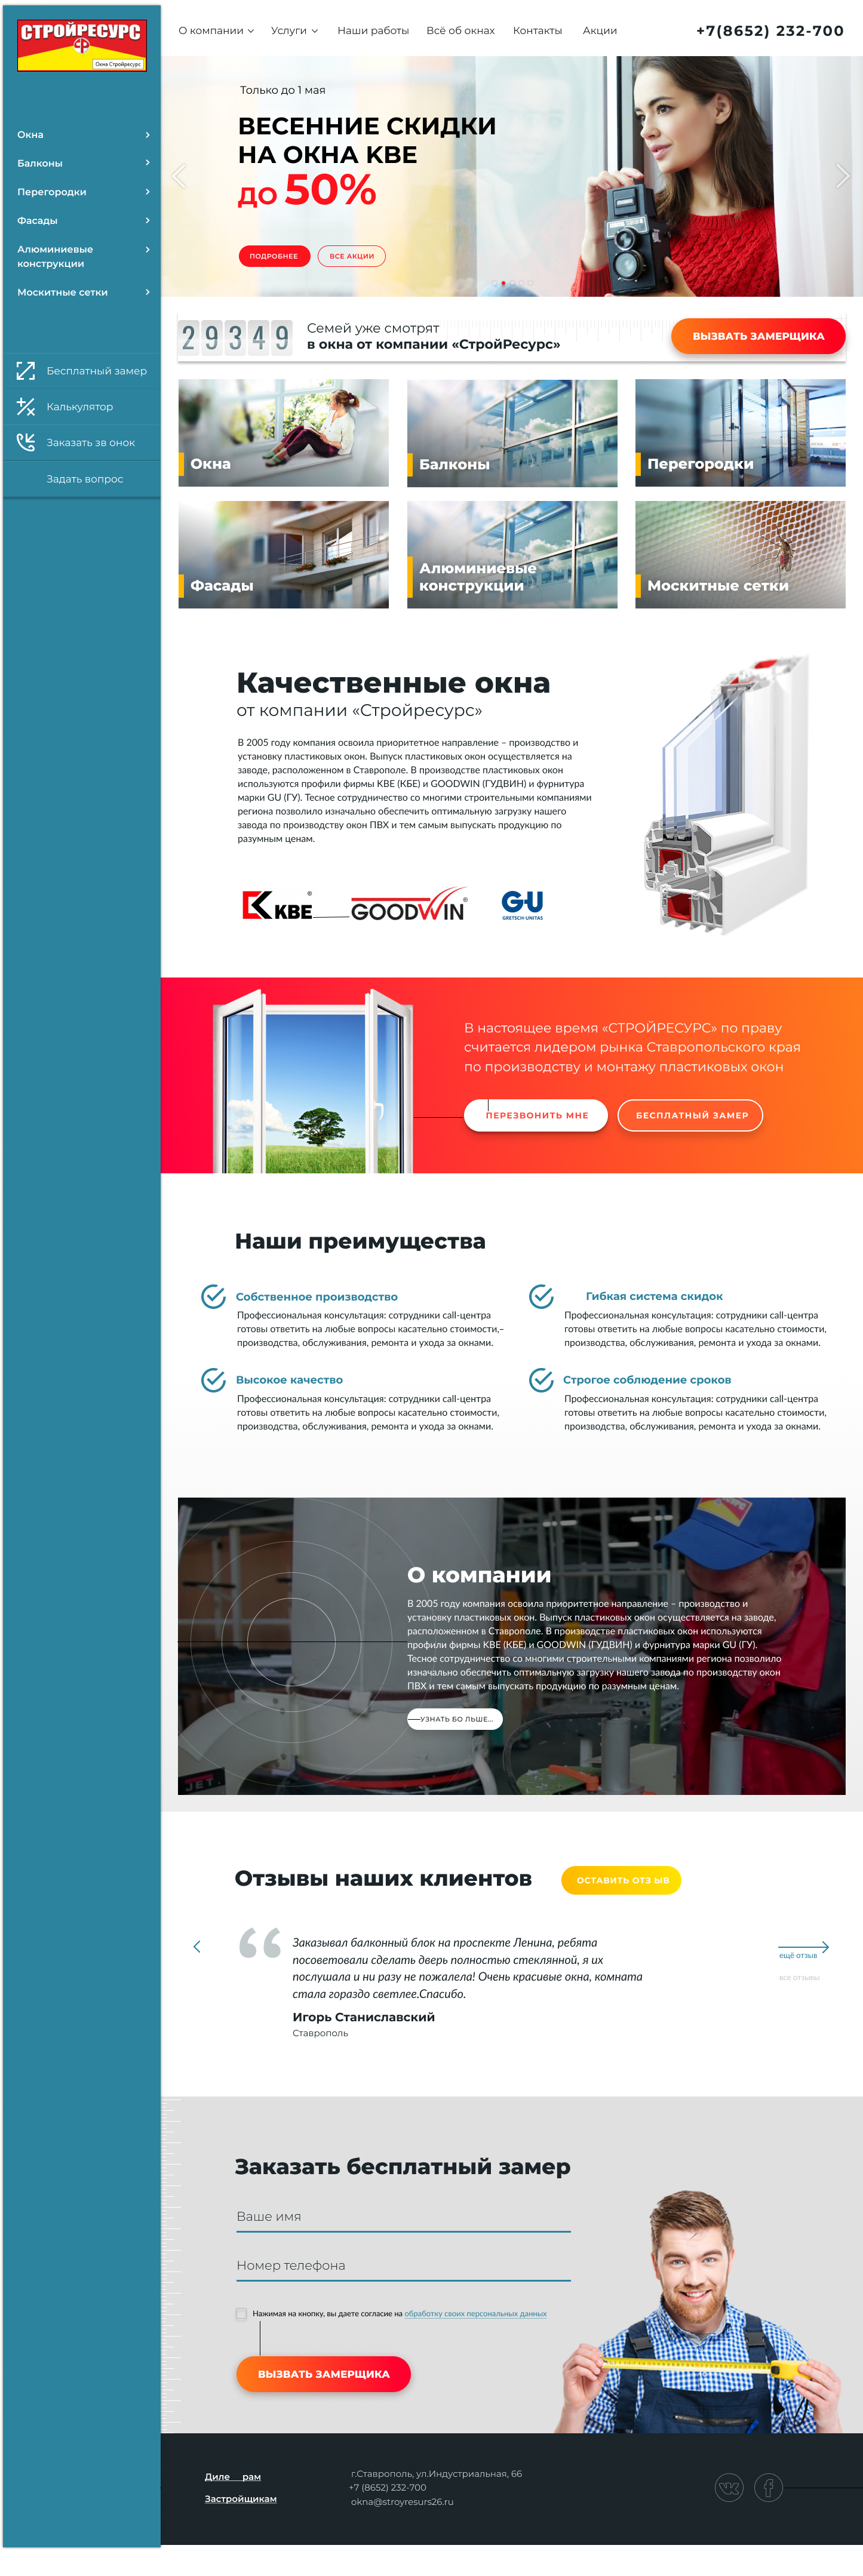 СТРОЙРЕСУРС
Окна Стройресурс
О компании
Услуги
Наши работы
Всё об окнах
Контакты
Акции
+7(8652) 232-700
Окна
Балконы
Перегородки
Фасады
Алюминиевые
конструкции
Москитные сетки
Бесплатный замер
Калькулятор
Заказать зв онок
Задать вопрос
Только до 1 мая
ВЕСЕННИЕ СКИДКИ
НА ОКНА KBE
ДО 50%
ПОДРОБНЕЕ
ВСЕ АКЦИИ
29349
Семей уже смотрят
в окна от компании «СтройРесурс»
ВЫЗВАТЬ ЗАМЕРЩИКА
Окна
Балконы
Перегородки
Фасады
Алюминиевые
конструкции
Москитные сетки
Качественные окна
от компании «Стройресурс»
В 2005 году компания освоила приоритетное направление – производство и
установку пластиковых окон. Выпуск пластиковых окон осуществляется на
заводе, расположенном в Ставрополе. В производстве пластиковых окон
используются профили фирмы KBE (КБЕ) и GOODWIN (ГУДВИН) и фурнитура
марки GU (ГУ). Тесное сотрудничество со многими строительными компаниями
региона позволило изначально обеспечить оптимальную загрузку нашего
завода по производству окон ПВХ и тем самым выпускать продукцию по
разумным ценам.
KBE®
GOODWIN®
G-U
GRETSCH-UNITAS
В настоящее время «СТРОЙРЕСУРС» по праву
считается лидером рынка Ставропольского края
по производству и монтажу пластиковых окон
ПЕРЕЗВОНИТЬ МНЕ
БЕСПЛАТНЫЙ ЗАМЕР
Наши преимущества
Собственное производство
Профессиональная консультация: сотрудники call-центра
готовы ответить на любые вопросы касательно стоимости,–
производства, обслуживания, ремонта и ухода за окнами.
Гибкая система скидок
Профессиональная консультация: сотрудники call-центра
готовы ответить на любые вопросы касательно стоимости,
производства, обслуживания, ремонта и ухода за окнами.
Высокое качество
Профессиональная консультация: сотрудники call-центра
готовы ответить на любые вопросы касательно стоимости,
производства, обслуживания, ремонта и ухода за окнами.
Строгое соблюдение сроков
Профессиональная консультация: сотрудники call-центра
готовы ответить на любые вопросы касательно стоимости,
производства, обслуживания, ремонта и ухода за окнами.
О компании
В 2005 году компания освоила приоритетное направление – производство и
установку пластиковых окон. Выпуск пластиковых окон осуществляется на заводе,
расположенном в Ставрополе. В производстве пластиковых окон используются
профили фирмы KBE (КБЕ) и GOODWIN (ГУДВИН) и фурнитура марки GU (ГУ).
Тесное сотрудничество со многими строительными компаниями региона позволило
изначально обеспечить оптимальную загрузку нашего завода по производству окон
ПВХ и тем самым выпускать продукцию по разумным ценам.
УЗНАТЬ БО ЛЬШЕ...
JET
Отзывы наших клиентов
ОСТАВИТЬ ОТЗ ЫВ
“
Заказывал балконный блок на проспекте Ленина, ребята
посоветовали сделать дверь полностью стеклянной, я их
послушала и ни разу не пожалела! Очень красивые окна, комната
стала гораздо светлее.Спасибо.
Игорь Станиславский
Ставрополь
ещё отзыв
все отзывы
Заказать бесплатный замер
Ваше имя
Номер телефона
Нажимая на кнопку, вы даете согласие на обработку своих персональных данных
ВЫЗВАТЬ ЗАМЕРЩИКА
Диле рам
Застройщикам
г.Ставрополь, ул.Индустриальная, 66
+7 (8652) 232-700
okna@stroyresurs26.ru